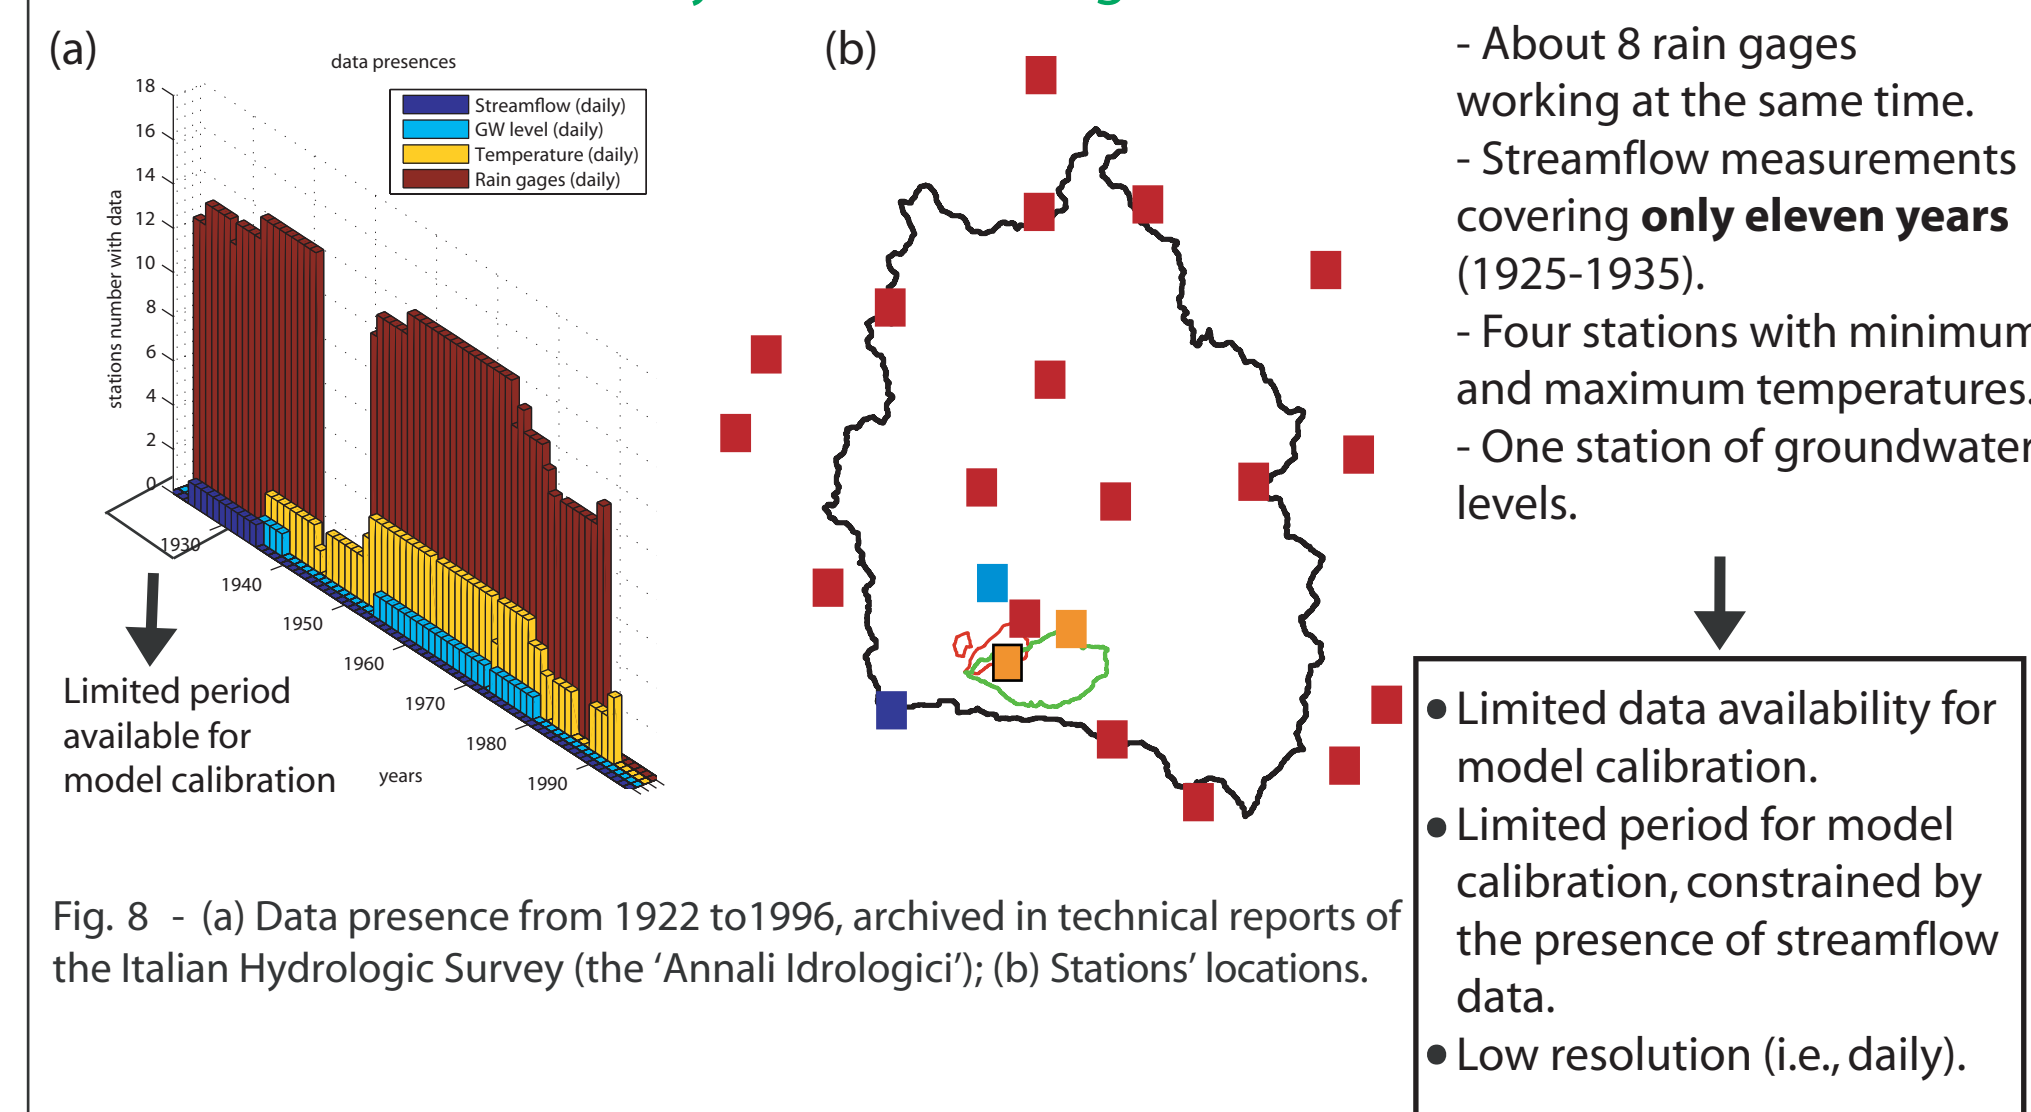 (a)
data presences
18
16
14
12
10
8
6
4
2
0
stations number with data
Streamflow (daily)
GW level (daily)
Temperature (daily)
Rain gages (daily)
1930
1940
1950
1960
1970
1980
1990
years
Limited period
available for
model calibration
(b)
- About 8 rain gages
working at the same time.
- Streamflow measurements
covering only eleven years
(1925-1935).
- Four stations with minimum
and maximum temperatures.
- One station of groundwater
levels.
• Limited data availability for
model calibration.
• Limited period for model
calibration, constrained by
the presence of streamflow
data.
• Low resolution (i.e., daily).
Fig. 8 - (a) Data presence from 1922 to1996, archived in technical reports of
the Italian Hydrologic Survey (the ‘Annali Idrologici’); (b) Stations’ locations.